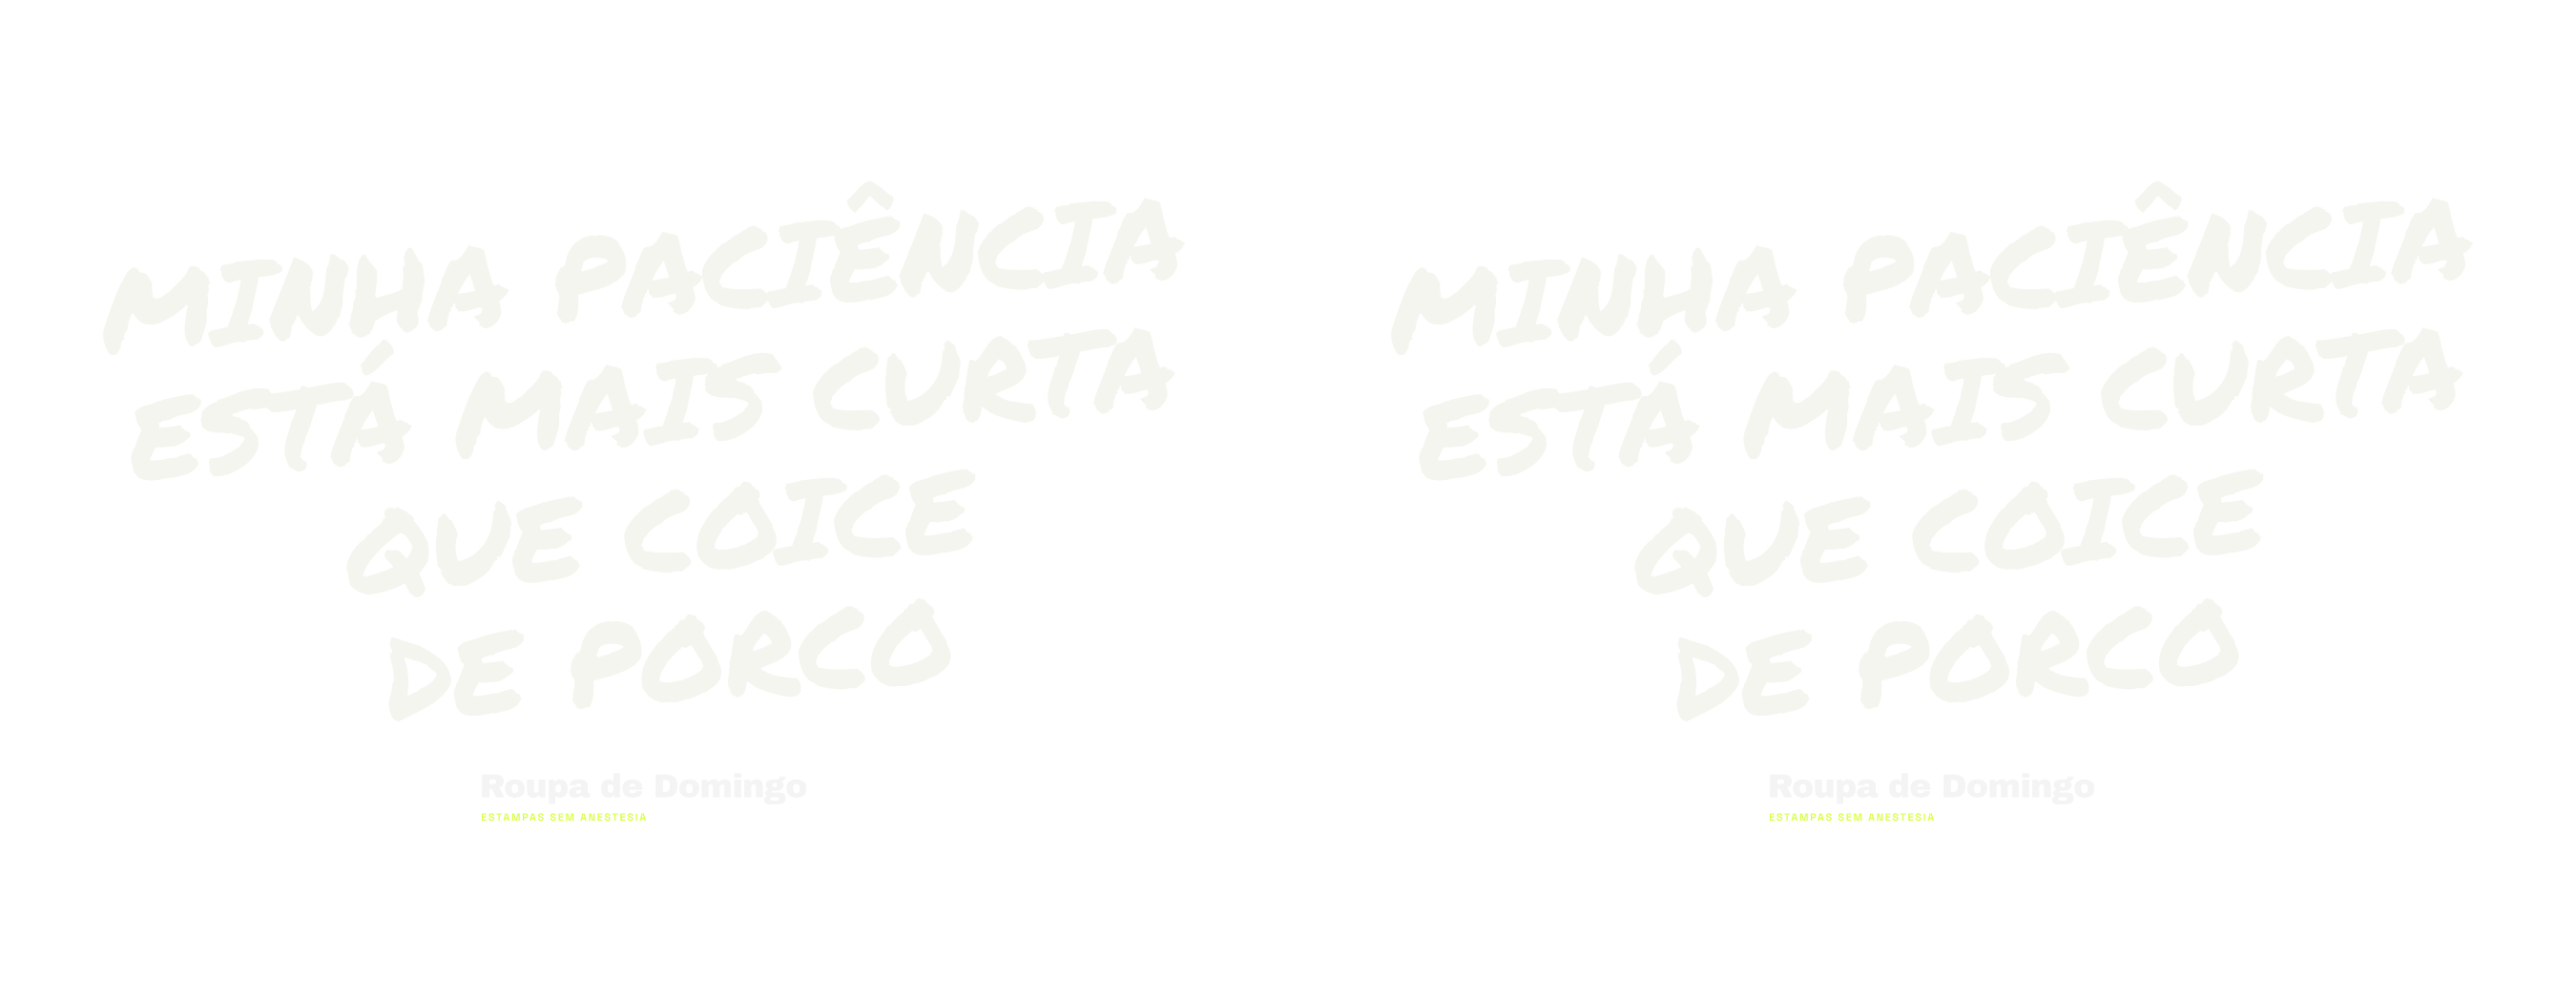 MINHA PACIÊNCIA
ESTÁ MAIS CURTA
QUE COICE
DE PORCO
Roupa de Domingo
ESTAMPAS SEM ANESTESIA
MINHA PACIÊNCIA
ESTÁ MAIS CURTA
QUE COICE
DE PORCO
Roupa de Domingo
ESTAMPAS SEM ANESTESIA